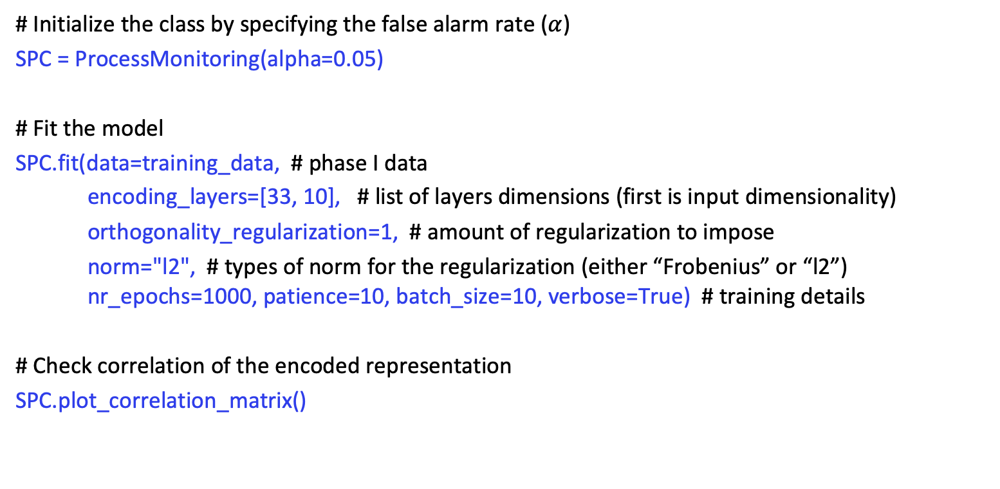 # Initialize the class by specifying the false alarm rate (α)
SPC = ProcessMonitoring(alpha=0.05)
# Fit the model
SPC.fit(data=training_data, # phase I data
encoding_layers=[33, 10], # list of layers dimensions (first is input dimensionality)
orthogonality_regularization=1, # amount of regularization to impose
norm="l2", # types of norm for the regularization (either “Frobenius” or “l2”)
nr_epochs=1000, patience=10, batch_size=10, verbose=True) # training details
# Check correlation of the encoded representation
SPC.plot_correlation_matrix()